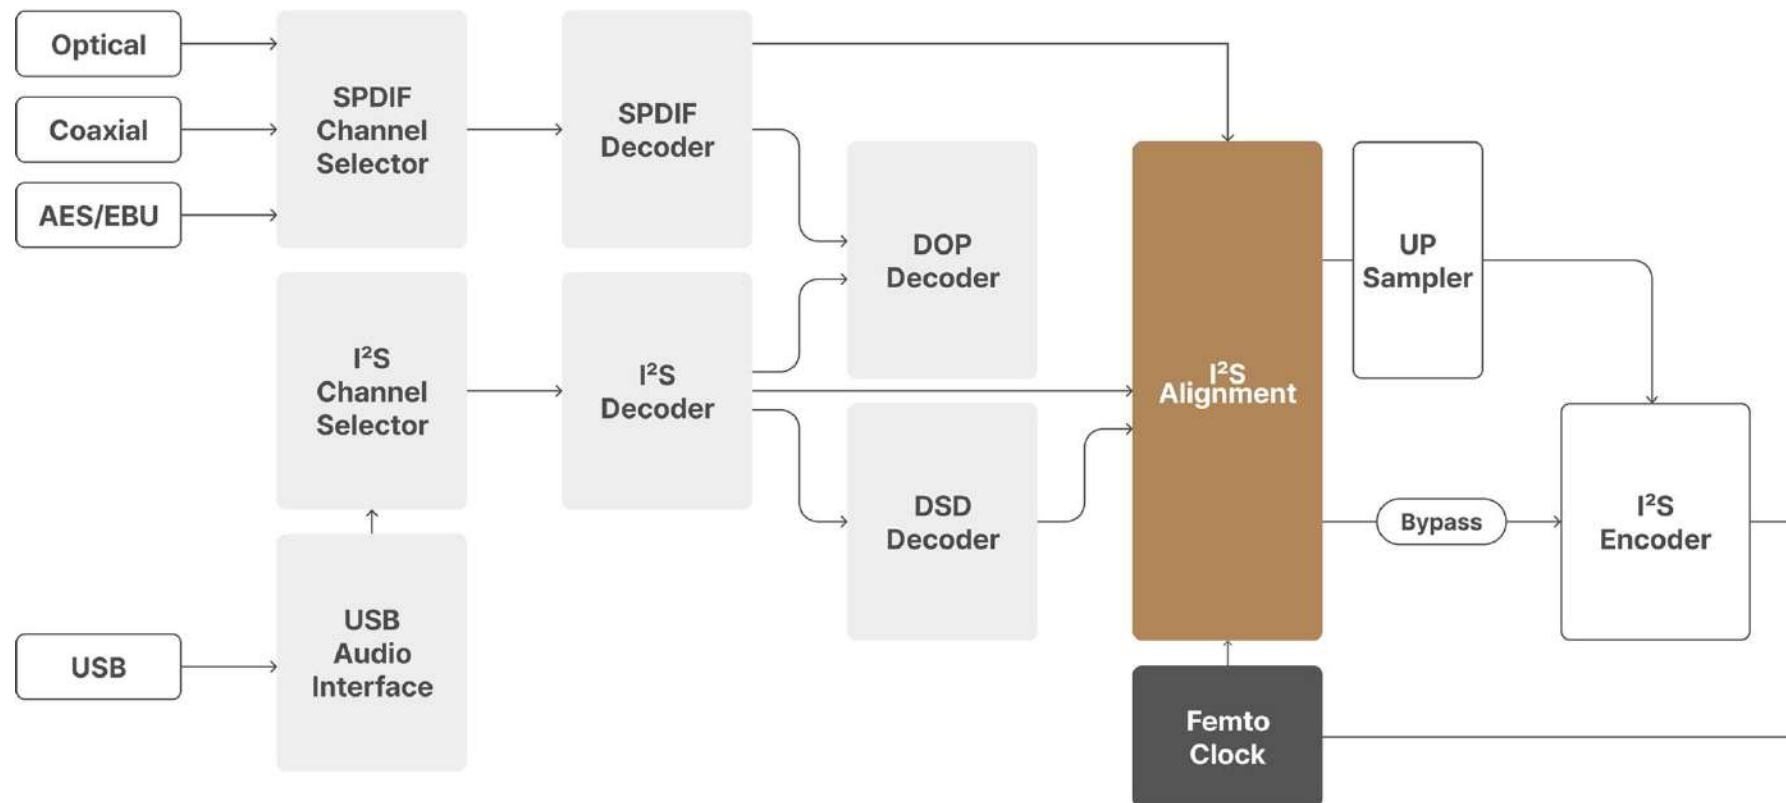 Optical
Coaxial
AES/EBU
SPDIF
Channel
Selector
SPDIF
Decoder
DOP
Decoder
I²S
Channel
Selector
I²S
Decoder
DSD
Decoder
USB
USB
Audio
Interface
I²S
Alignment
Femto
Clock
UP
Sampler
Bypass
I²S
Encoder